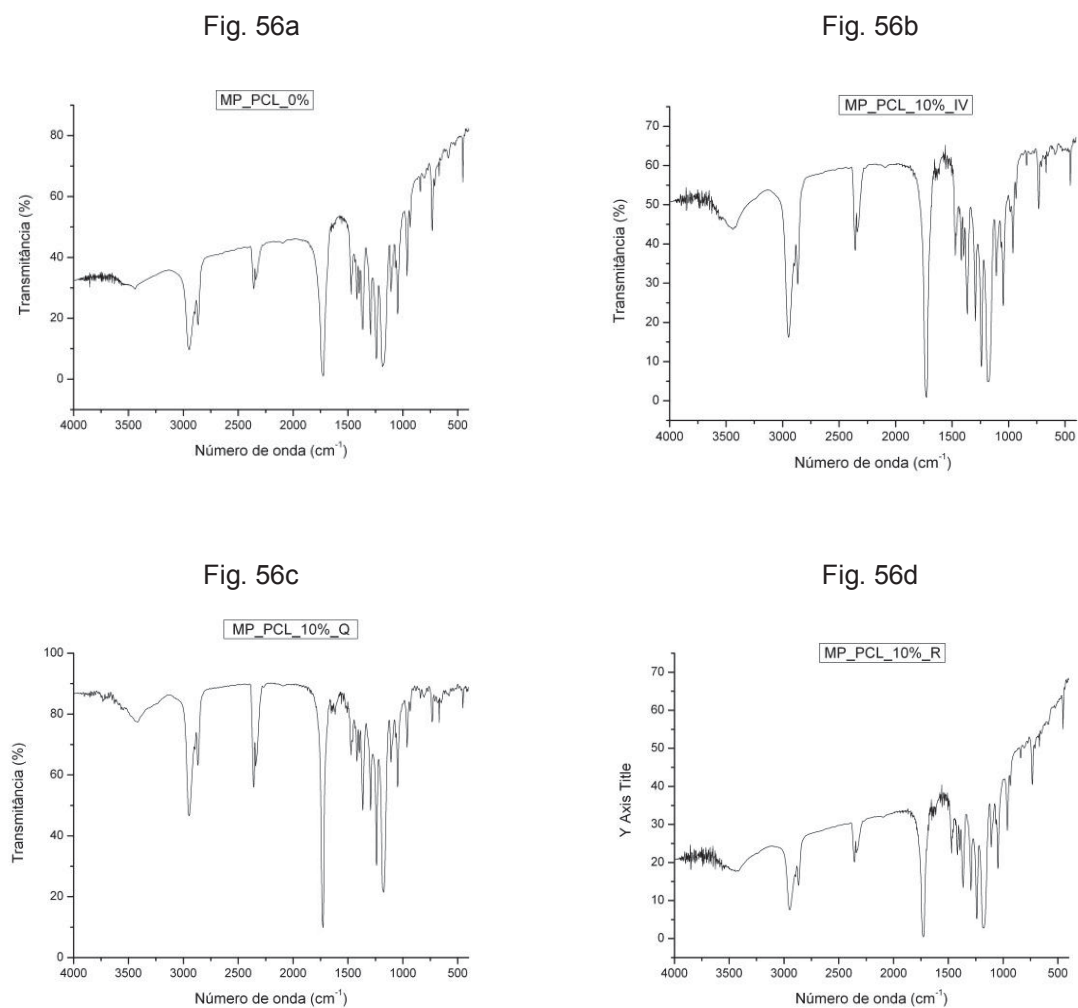 Fig. 56a
MP_PCL_0%
Transmitância (%)
80
60
40
20
0
4000 3500 3000 2500 2000 1500 1000 500
Número de onda (cm-1)
Fig. 56b
MP_PCL_10%_IV
Transmitância (%)
70
60
50
40
30
20
10
0
4000 3500 3000 2500 2000 1500 1000 500
Número de onda (cm-1)
Fig. 56c
MP_PCL_10%_Q
Transmitância (%)
100
80
60
40
20
0
4000 3500 3000 2500 2000 1500 1000 500
Número de onda (cm-1)
Fig. 56d
MP_PCL_10%_R
Y Axis Title
70
60
50
40
30
20
10
0
4000 3500 3000 2500 2000 1500 1000 500
Número de onda (cm-1)